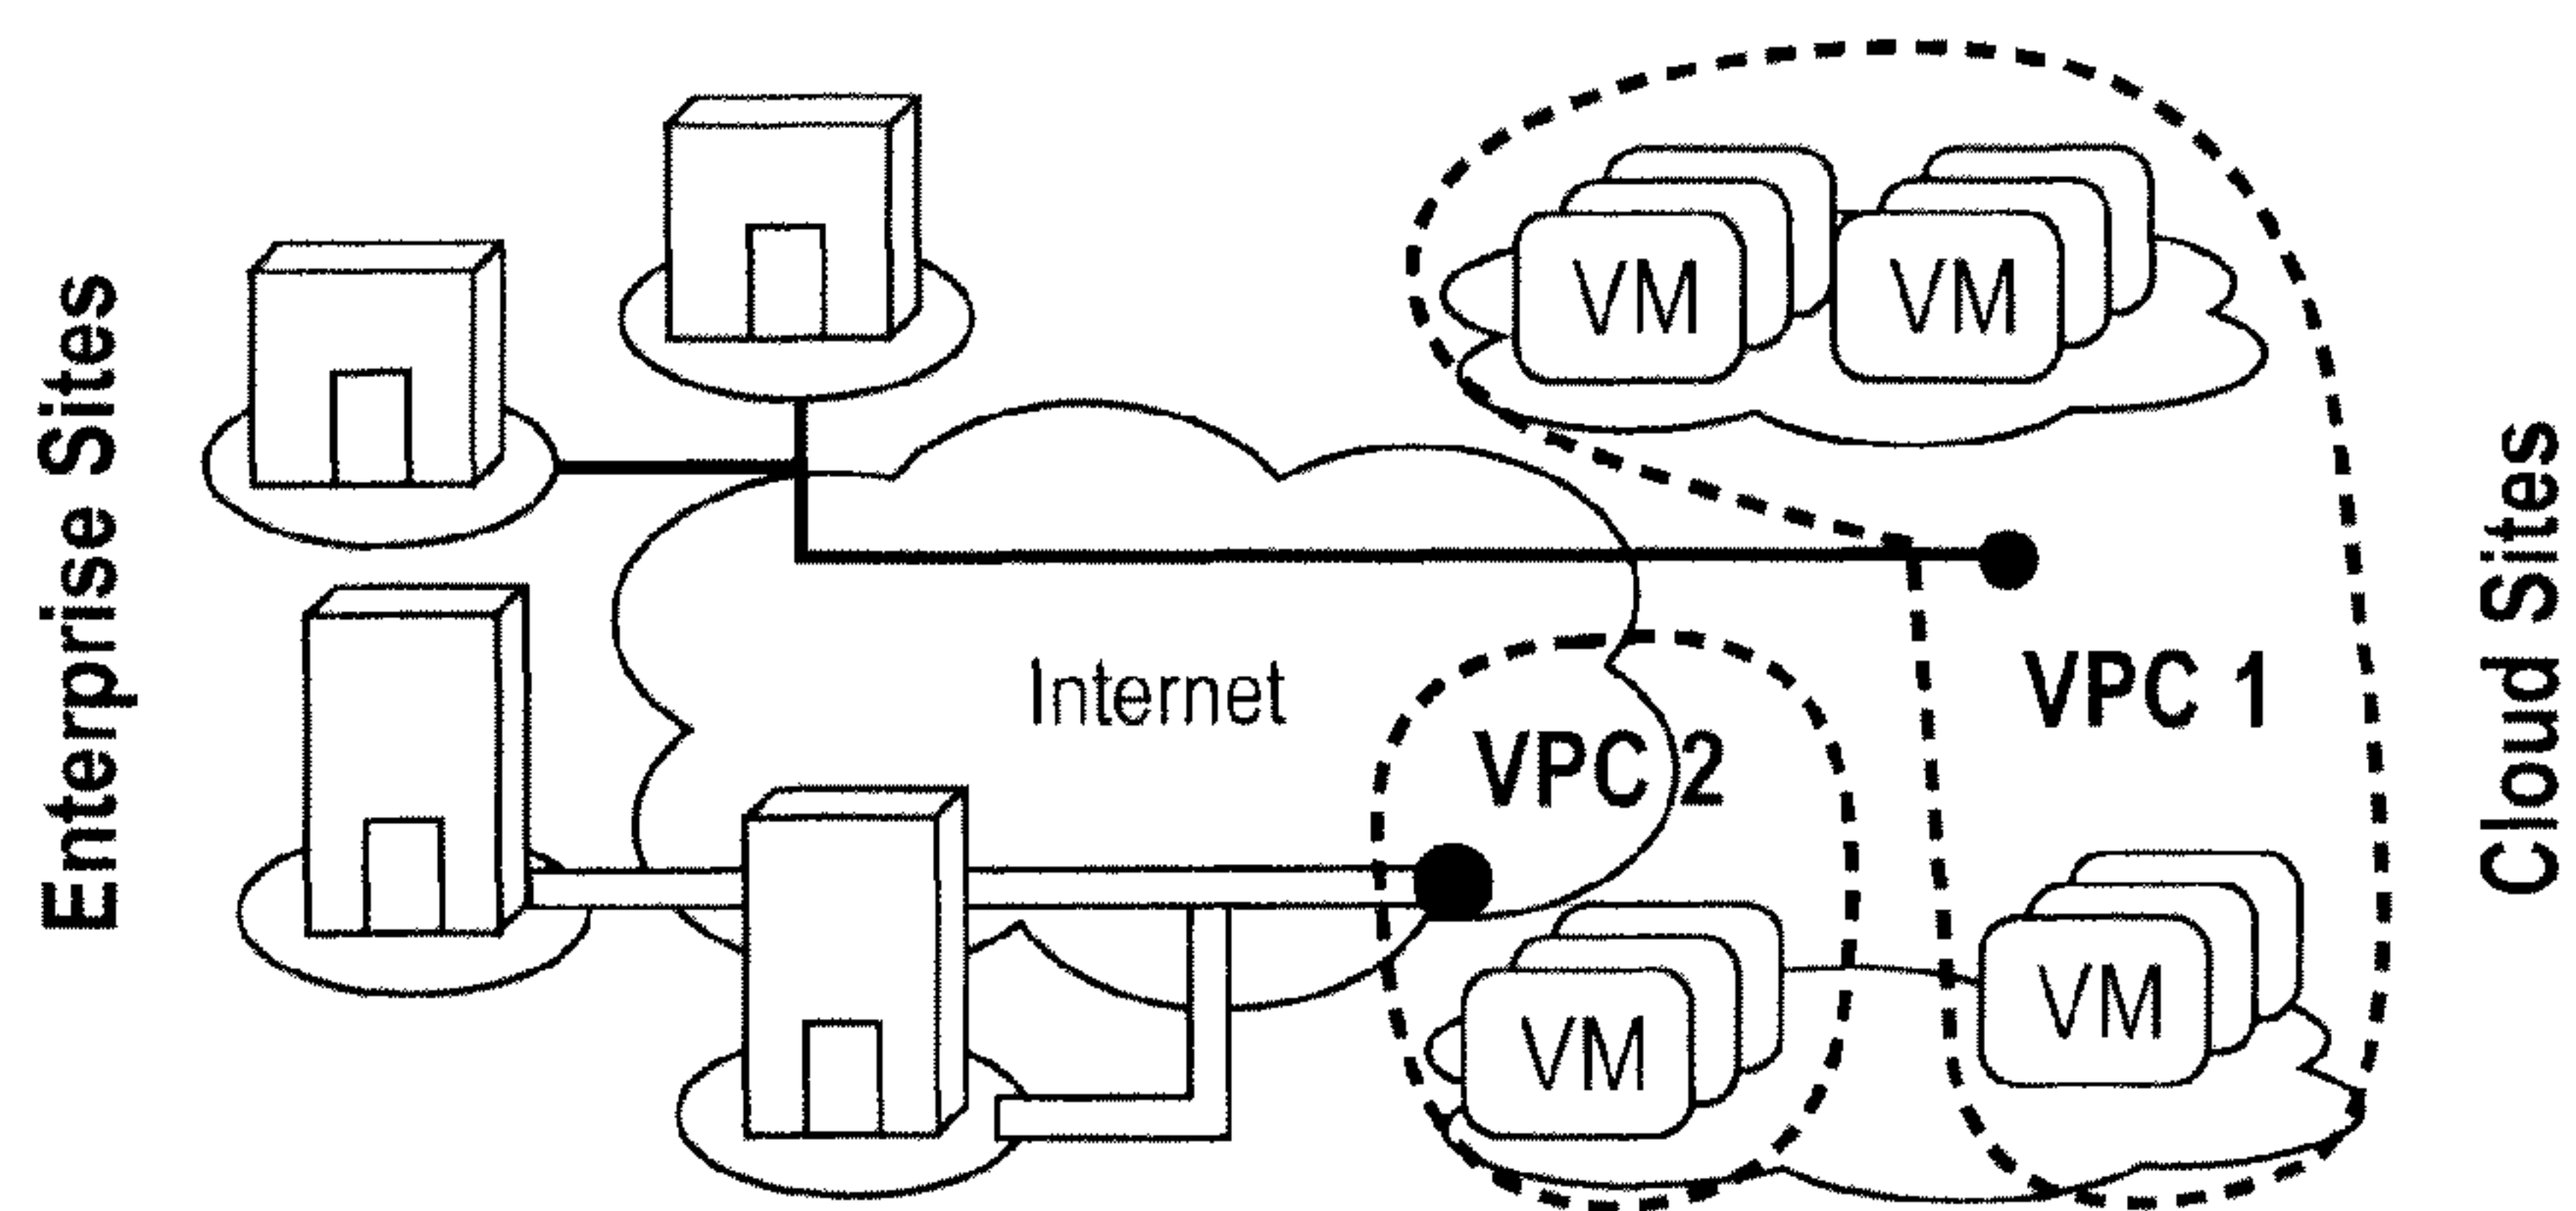 Enterprise Sites
VM
VM
Internet
VPC 2
VPC 1
VM
VM
Cloud Sites